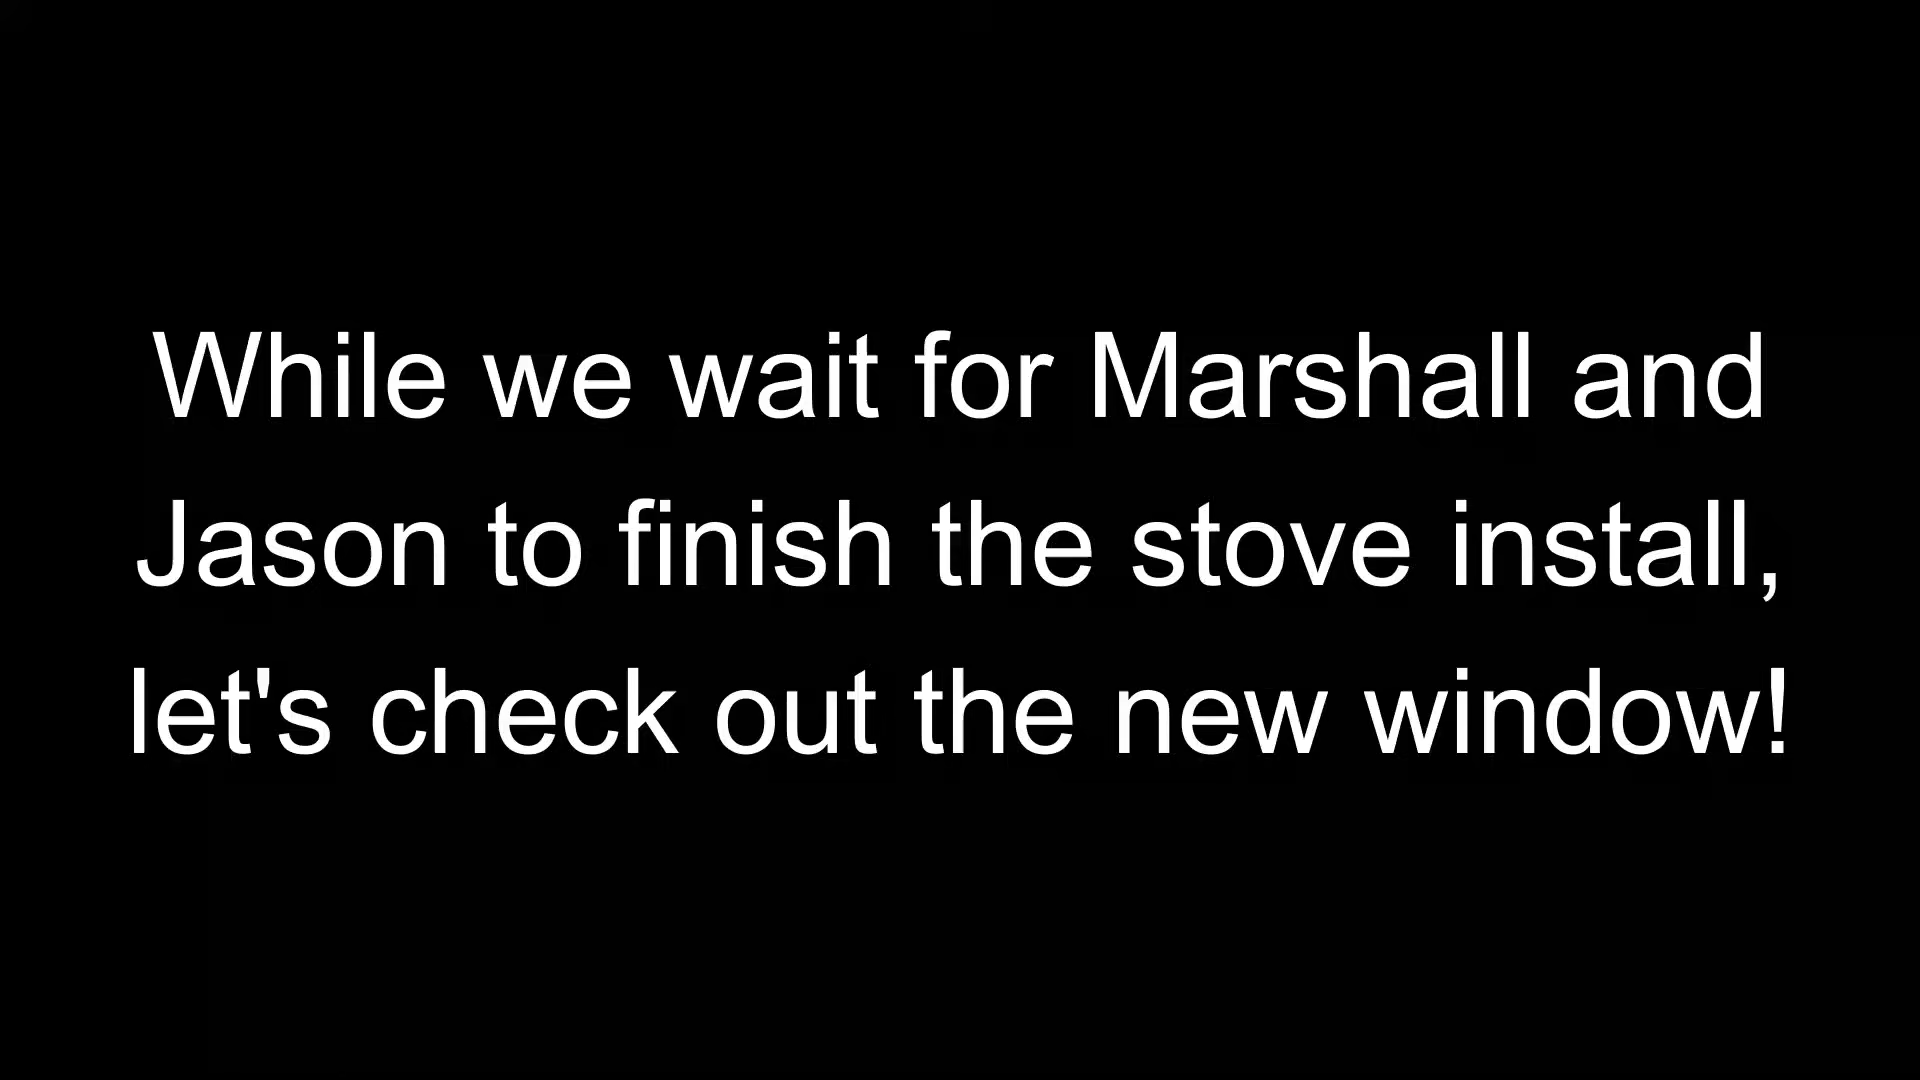 While we wait for Marshall and
Jason to finish the stove install,
let's check out the new window!